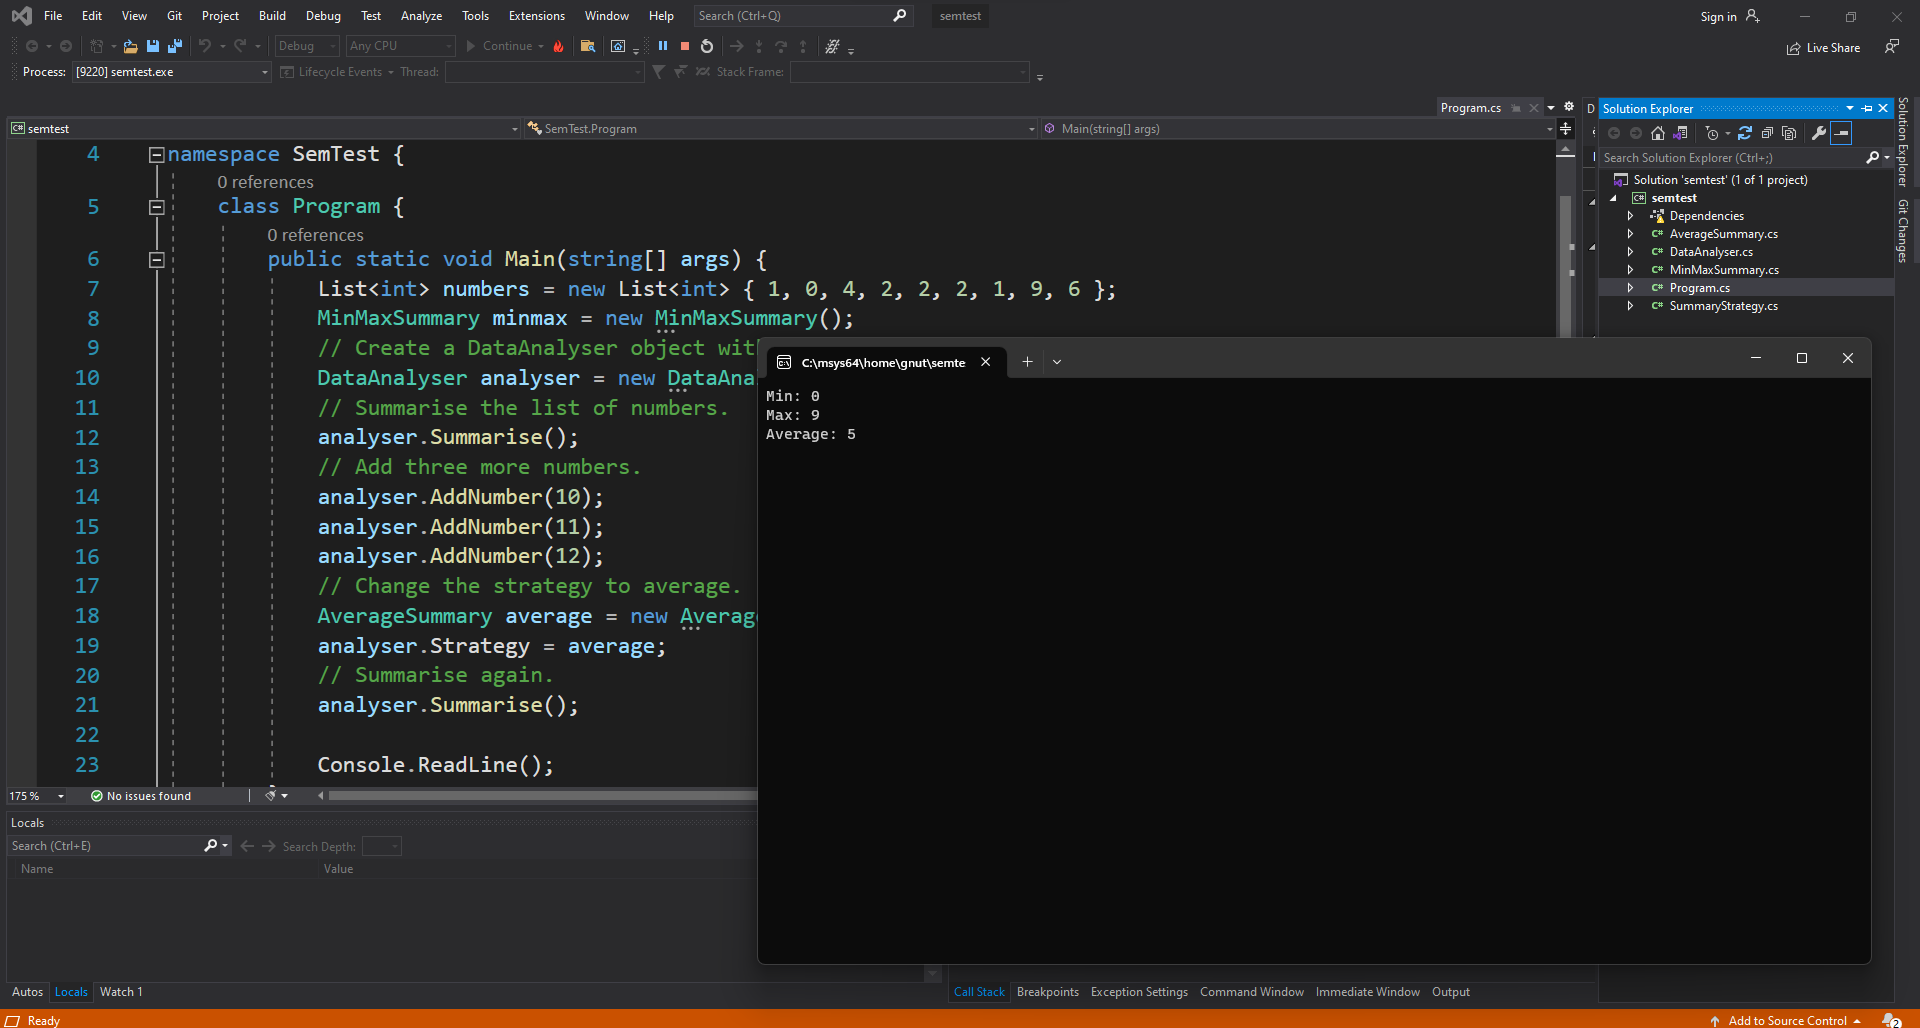 File Edit View Git Project Build Debug Test Analyze Tools Extensions Window Help Search (Ctrl+Q) semtest Sign in
Debug Any CPU Continue Live Share
Process: [9220] semtest.exe Lifecycle Events Thread: Stack Frame:
Program.cs
semtest SemTest.Program Main(string[] args)
4 namespace SemTest {
0 references
5 class Program {
0 references
6 public static void Main(string[] args) {
7 List<int> numbers = new List<int> { 1, 0, 4, 2, 2, 2, 1, 9, 6 };
8 MinMaxSummary minmax = new MinMaxSummary();
9 // Create a DataAnalyser object wit
10 DataAnalyser analyser = new DataAna
11 // Summarise the list of numbers.
12 analyser.Summarise();
13 // Add three more numbers.
14 analyser.AddNumber(10);
15 analyser.AddNumber(11);
16 analyser.AddNumber(12);
17 // Change the strategy to average.
18 AverageSummary average = new Averag
19 analyser.Strategy = average;
20 // Summarise again.
21 analyser.Summarise();
22
23 Console.ReadLine();
175 % No issues found
Locals
Search (Ctrl+E) Search Depth:
Name Value
Autos Locals Watch 1
Call Stack Breakpoints Exception Settings Command Window Immediate Window Output
Ready
Add to Source Control 2
C:\msys64\home\gnut\semte
Min: 0
Max: 9
Average: 5
D
Solution Explorer
Search Solution Explorer (Ctrl+;)
Solution 'semtest' (1 of 1 project)
semtest
Dependencies
C# AverageSummary.cs
C# DataAnalyser.cs
C# MinMaxSummary.cs
C# Program.cs
C# SummaryStrategy.cs
Solution Explorer
Git Changes